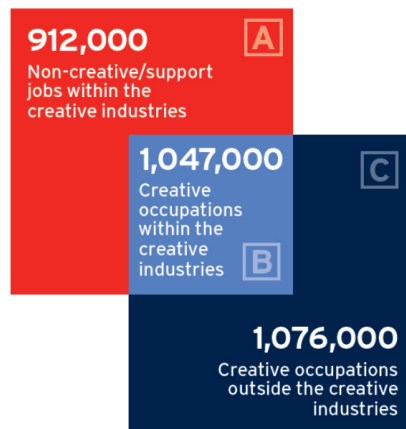 912,000
A
Non-creative/support
jobs within the
creative industries
1,047,000
Creative
occupations
within the
creative
industries
B
C
1,076,000
Creative occupations
outside the creative
industries